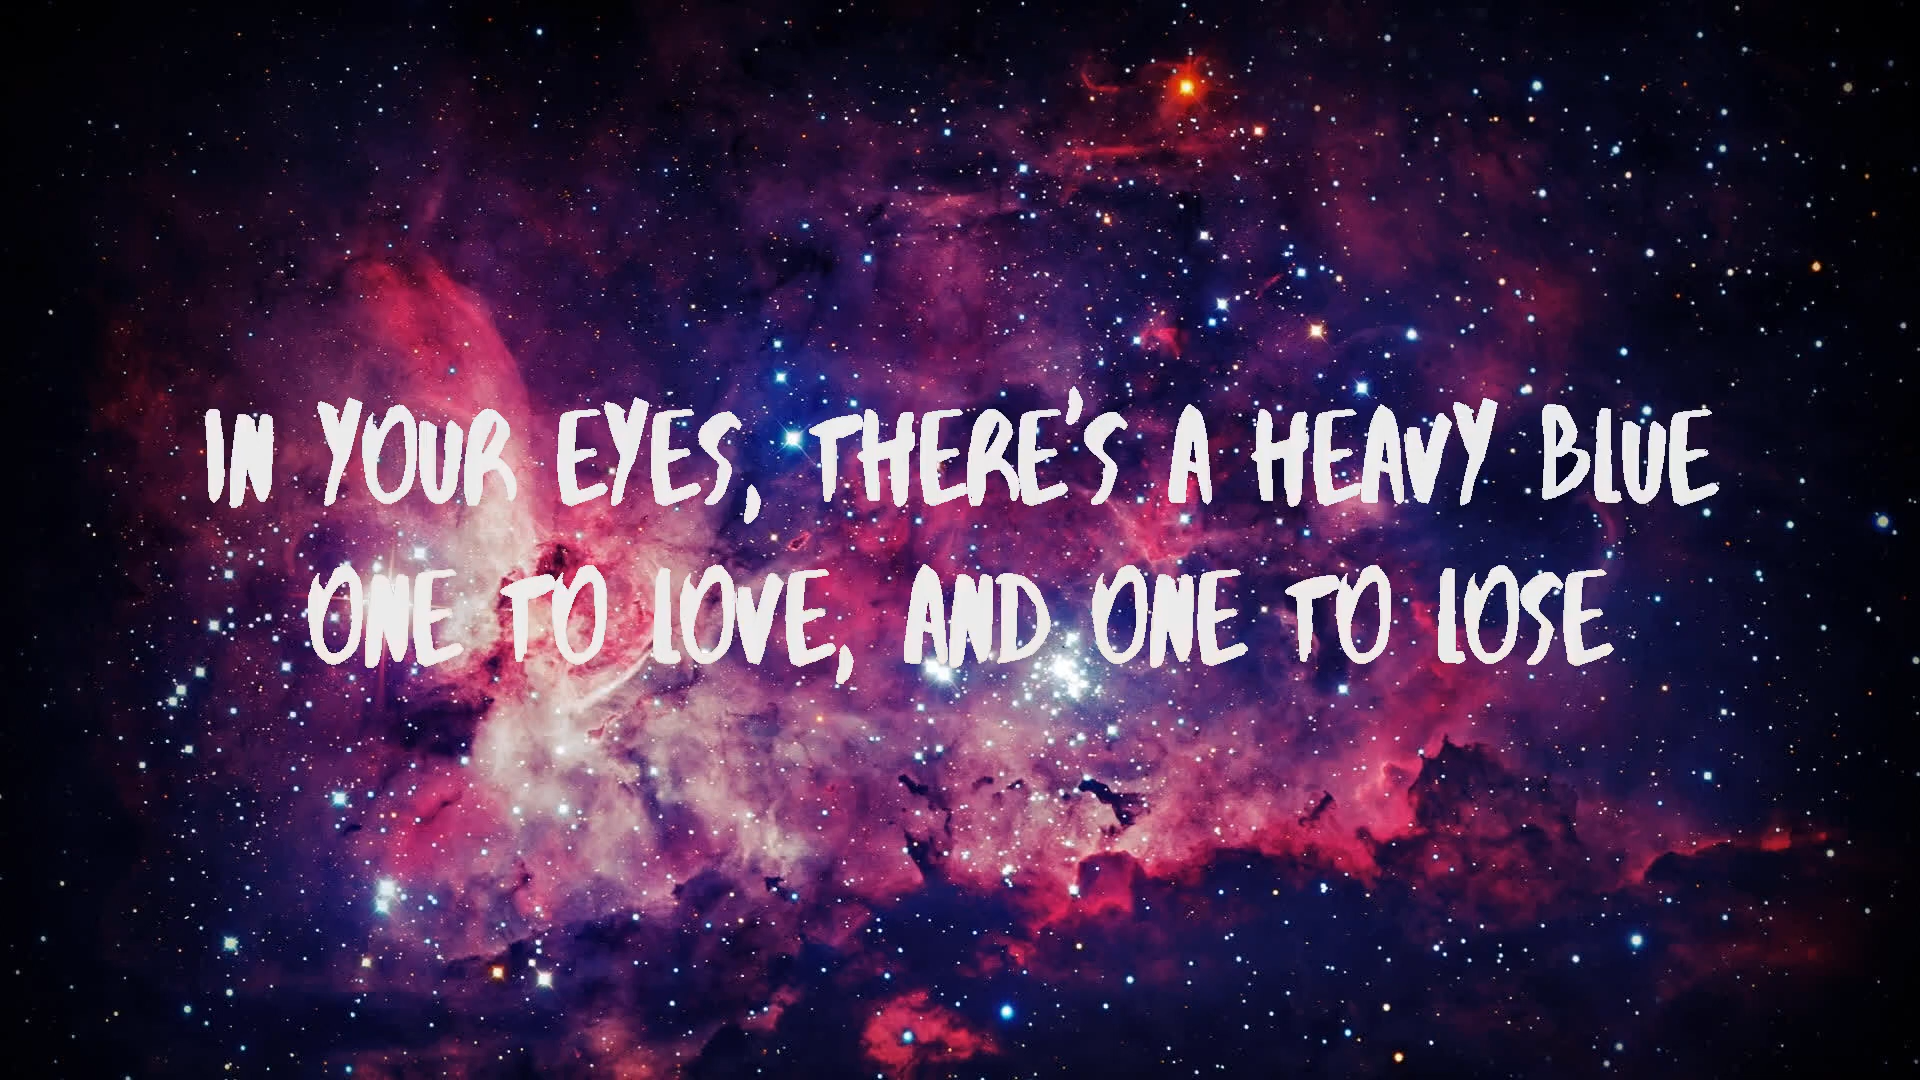 IN YOUR EYES, THERE'S A HEAVY BLUE
ONE TO LOVE, AND ONE TO LOSE